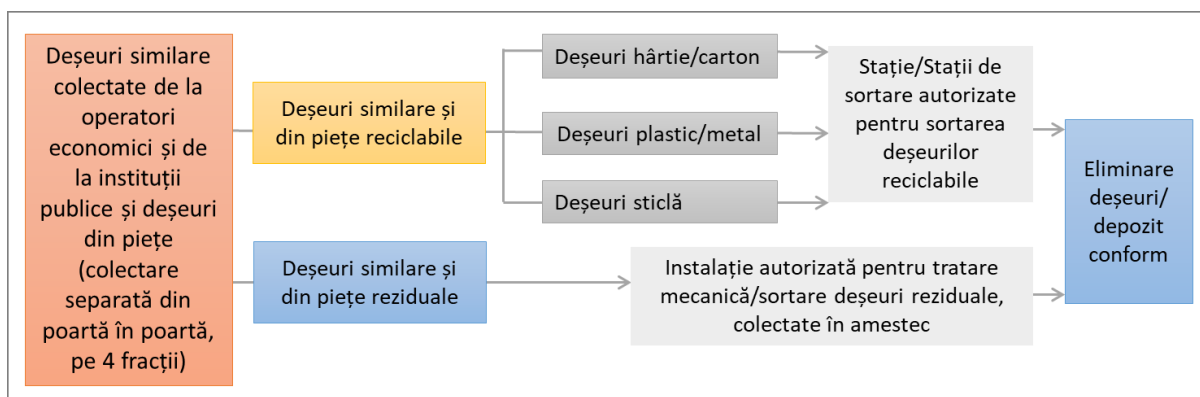 Deșeuri similare
colectate de la
operatori
economici și de
la instituții
publice și deșeuri
din piețe
(colectare
separată din
poartă în poartă,
pe 4 fracții)
Deșeuri similare și
din piețe reciclabile
Deșeuri hârtie/carton
Deșeuri plastic/metal
Deșeuri sticlă
Stație/Stații de
sortare autorizate
pentru sortarea
deșeurilor
reciclabile
Deșeuri similare și
din piețe reziduale
Instalație autorizată pentru tratare
mecanică/sortare deșeuri reziduale,
colectate în amestec
Eliminare
deșeuri/
depozit
conform